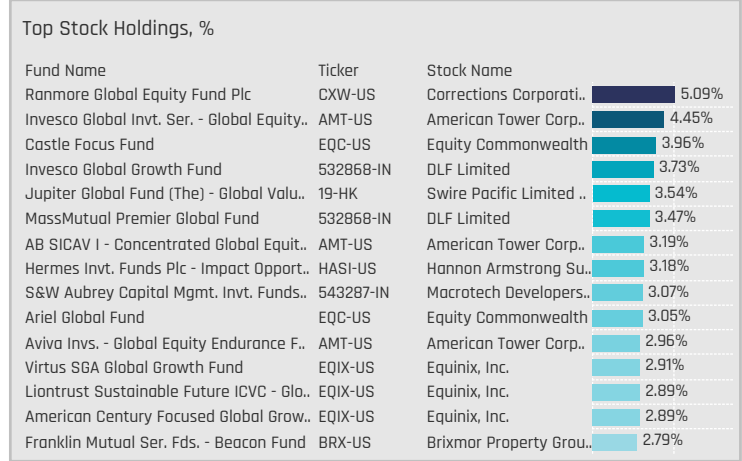 Top Stock Holdings, %
Fund Name Ticker Stock Name
Ranmore Global Equity Fund Plc CXW-US Corrections Corporati.. 5.09%
Invesco Global Invt. Ser. - Global Equity.. AMT-US American Tower Corp.. 4.45%
Castle Focus Fund EQC-US Equity Commonwealth 3.96%
Invesco Global Growth Fund 532868-IN DLF Limited 3.73%
Jupiter Global Fund (The) - Global Valu.. 19-HK Swire Pacific Limited .. 3.54%
MassMutual Premier Global Fund 532868-IN DLF Limited 3.47%
AB SICAV I - Concentrated Global Equit.. AMT-US American Tower Corp.. 3.19%
Hermes Invt. Funds Plc - Impact Opport.. HASI-US Hannon Armstrong Su.. 3.18%
S&W Aubrey Capital Mgmt. Invt. Funds.. 543287-IN Macrotech Developers.. 3.07%
Ariel Global Fund EQC-US Equity Commonwealth 3.05%
Aviva Invs. - Global Equity Endurance F.. AMT-US American Tower Corp.. 2.96%
Virtus SGA Global Growth Fund EQIX-US Equinix, Inc. 2.91%
Liontrust Sustainable Future ICVC - Glo.. EQIX-US Equinix, Inc. 2.89%
American Century Focused Global Grow.. EQIX-US Equinix, Inc. 2.89%
Franklin Mutual Ser. Fds. - Beacon Fund BRX-US Brixmor Property Grou.. 2.79%